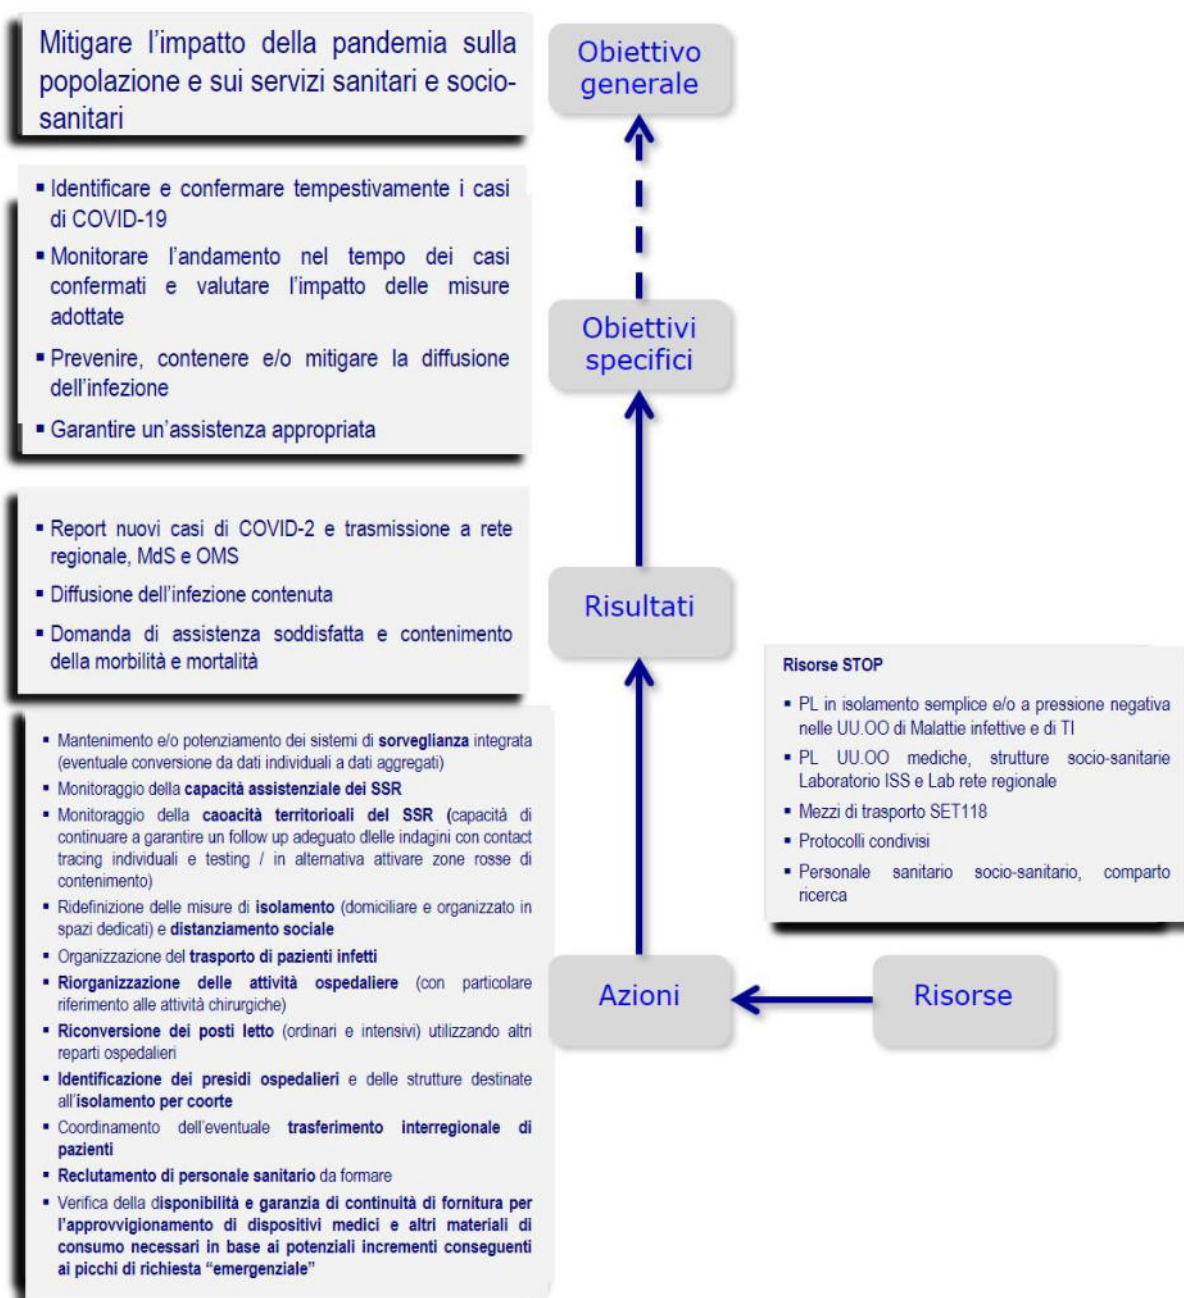 Mitigare l'impatto della pandemia sulla
popolazione e sui servizi sanitari e socio-
sanitari
Obiettivo
generale
▪ Identificare e confermare tempestivamente i casi
di COVID-19
▪ Monitorare l'andamento nel tempo dei casi
confermati e valutare l'impatto delle misure
adottate
▪ Prevenire, contenere e/o mitigare la diffusione
dell'infezione
▪ Garantire un'assistenza appropriata
Obiettivi
specifici
▪ Report nuovi casi di COVID-2 e trasmissione a rete
regionale, MdS e OMS
▪ Diffusione dell'infezione contenuta
▪ Domanda di assistenza soddisfatta e contenimento
della morbilità e mortalità
Risultati
Risorse STOP
▪ PL in isolamento semplice e/o a pressione negativa
nelle UU.OO di Malattie infettive e di TI
▪ PL UU.OO mediche, strutture socio-sanitarie
Laboratorio ISS e Lab rete regionale
▪ Mezzi di trasporto SET118
▪ Protocolli condivisi
▪ Personale sanitario socio-sanitario, comparto
ricerca
▪ Mantenimento e/o potenziamento dei sistemi di sorveglianza integrata
(eventuale conversione da dati individuali a dati aggregati)
▪ Monitoraggio della capacità assistenziale dei SSR
▪ Monitoraggio della caoacità territorioali del SSR (capacità di
continuare a garantire un follow up adeguato dlelle indagini con contact
tracing individuali e testing / in alternativa attivare zone rosse di
contenimento)
▪ Ridefinizione delle misure di isolamento (domiciliare e organizzato in
spazi dedicati) e distanziamento sociale
▪ Organizzazione del trasporto di pazienti infetti
▪ Riorganizzazione delle attività ospedaliere (con particolare
riferimento alle attività chirurgiche)
▪ Riconversione dei posti letto (ordinari e intensivi) utilizzando altri
reparti ospedalieri
▪ Identificazione dei presidi ospedalieri e delle strutture destinate
all'isolamento per coorte
▪ Coordinamento dell'eventuale trasferimento interregionale di
pazienti
▪ Reclutamento di personale sanitario da formare
▪ Verifica della disponibilità e garanzia di continuità di fornitura per
l'approvvigionamento di dispositivi medici e altri materiali di
consumo necessari in base ai potenziali incrementi conseguenti
ai picchi di richiesta "emergenziale"
Azioni
Risorse